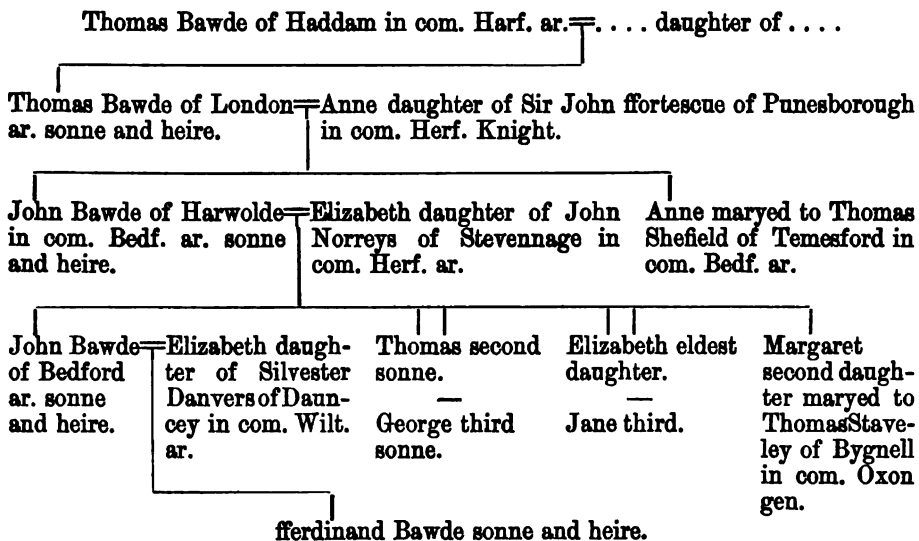 Thomas Bawde of Haddam in com. Harf. ar.=. . . . daughter of . . . .
Thomas Bawde of London=Anne daughter of Sir John ffortescue of Punesborough
ar. sonne and heire.
in com. Herf. Knight.
John Bawde of Harwolde=Elizabeth daughter of John
in com. Bedf. ar. sonne
and heire.
Norreys of Stevennage in
com. Herf. ar.
Anne maryed to Thomas
Shefield of Temesford in
com. Bedf. ar.
John Bawde=Elizabeth daugh-
of Bedford
ar. sonne
and heire.
ter of Silvester
Danvers of Daun-
cey in com. Wilt.
ar.
Thomas second
sonne.
—
George third
sonne.
Elizabeth eldest
daughter.
—
Jane third.
Margaret
second daugh-
ter maryed to
Thomas Stave-
ley of Bygnell
in com. Oxon
gen.
fferdinand Bawde sonne and heire.